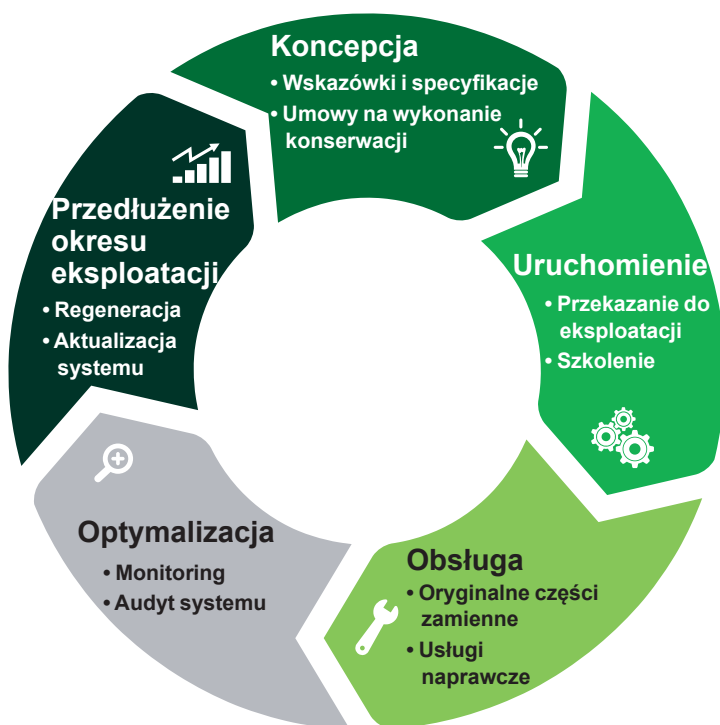 Koncepcja
• Wskazówki i specyfikacje
• Umowy na wykonanie
konserwacji
Uruchomienie
• Przekazanie do
eksploatacji
• Szkolenie
Obsługa
• Oryginalne części
zamienne
• Usługi
naprawcze
Optymalizacja
• Monitoring
• Audyt systemu
Przedłużenie
okresu
eksploatacji
• Regeneracja
• Aktualizacja
systemu